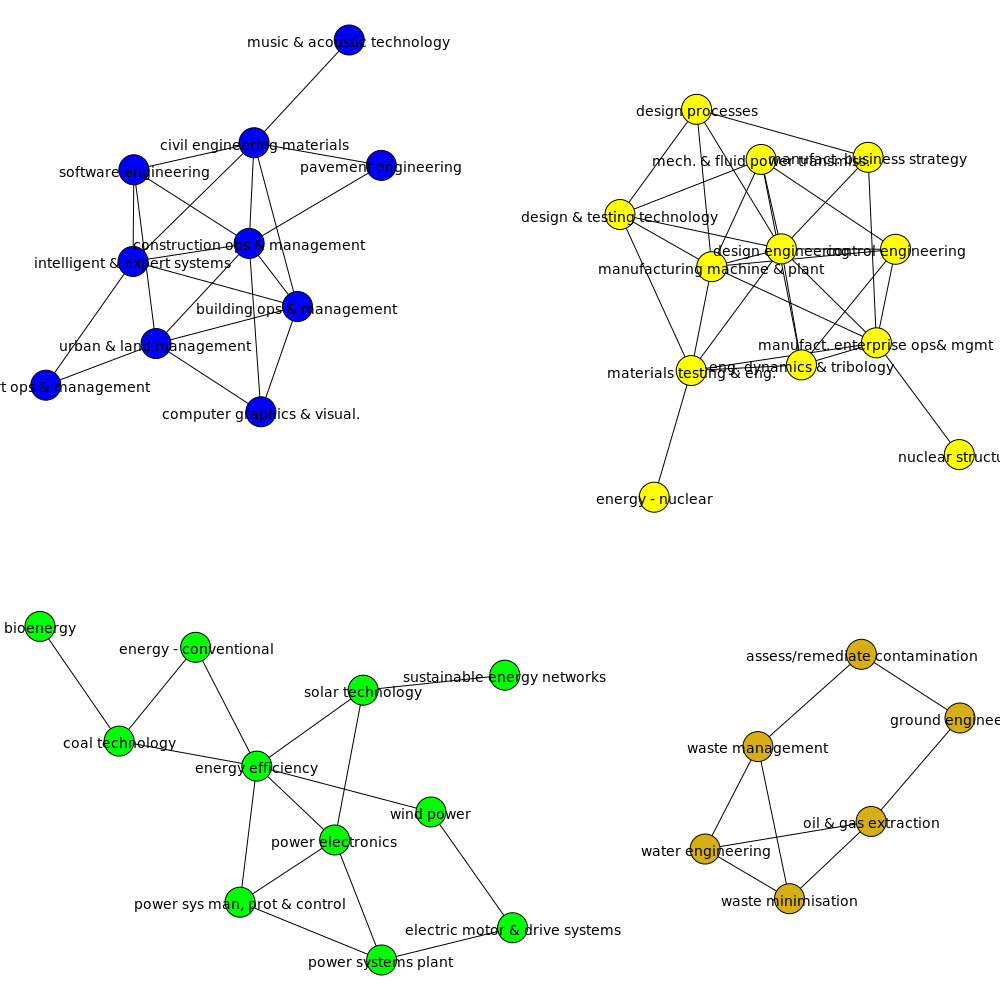 music & acoustic technology
civil engineering materials
software engineering
pavement engineering
construction ops & management
intelligent & expert systems
building ops & management
urban & land management
rt ops & management
computer graphics & visual.
design processes
mech. & fluid power transmiss.
manufact. business strategy
design & testing technology
design engineering
control engineering
manufacturing machine & plant
manufact. enterprise ops& mgmt
materials testing & eng.
eng. dynamics & tribology
nuclear structu
energy - nuclear
bioenergy
energy - conventional
solar technology
sustainable energy networks
coal technology
energy efficiency
wind power
power electronics
power sys man, prot & control
electric motor & drive systems
power systems plant
assess/remediate contamination
ground enginee
waste management
oil & gas extraction
water engineering
waste minimisation